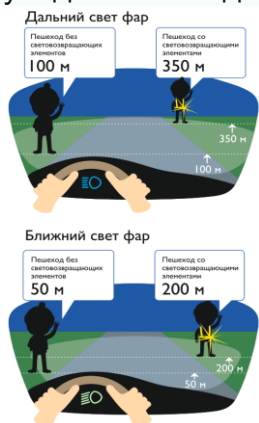 Дальний свет фар
Пешеход без
световозвращающих
элементов
100 м
Пешеход со
световозвращающими
элементами
350 м
350 м
100 м
Ближний свет фар
Пешеход без
световозвращающих
элементов
50 м
Пешеход со
световозвращающими
элементами
200 м
200 м
50 м